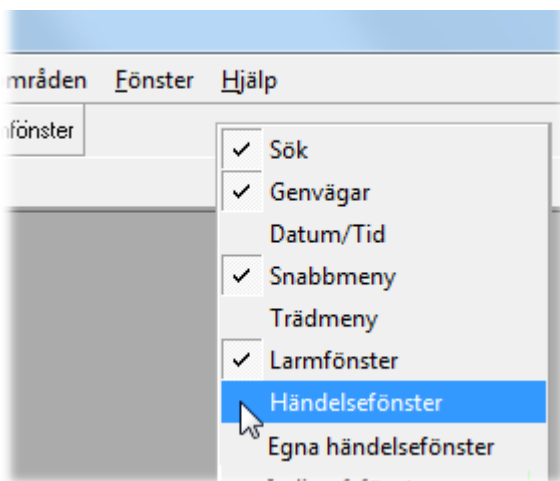 mråden Fönster Hjälp
fönster
Sök
Genvägar
Datum/Tid
Snabbmeny
Trädmeny
Larmfönster
Händelsefönster
Egna händelsefönster